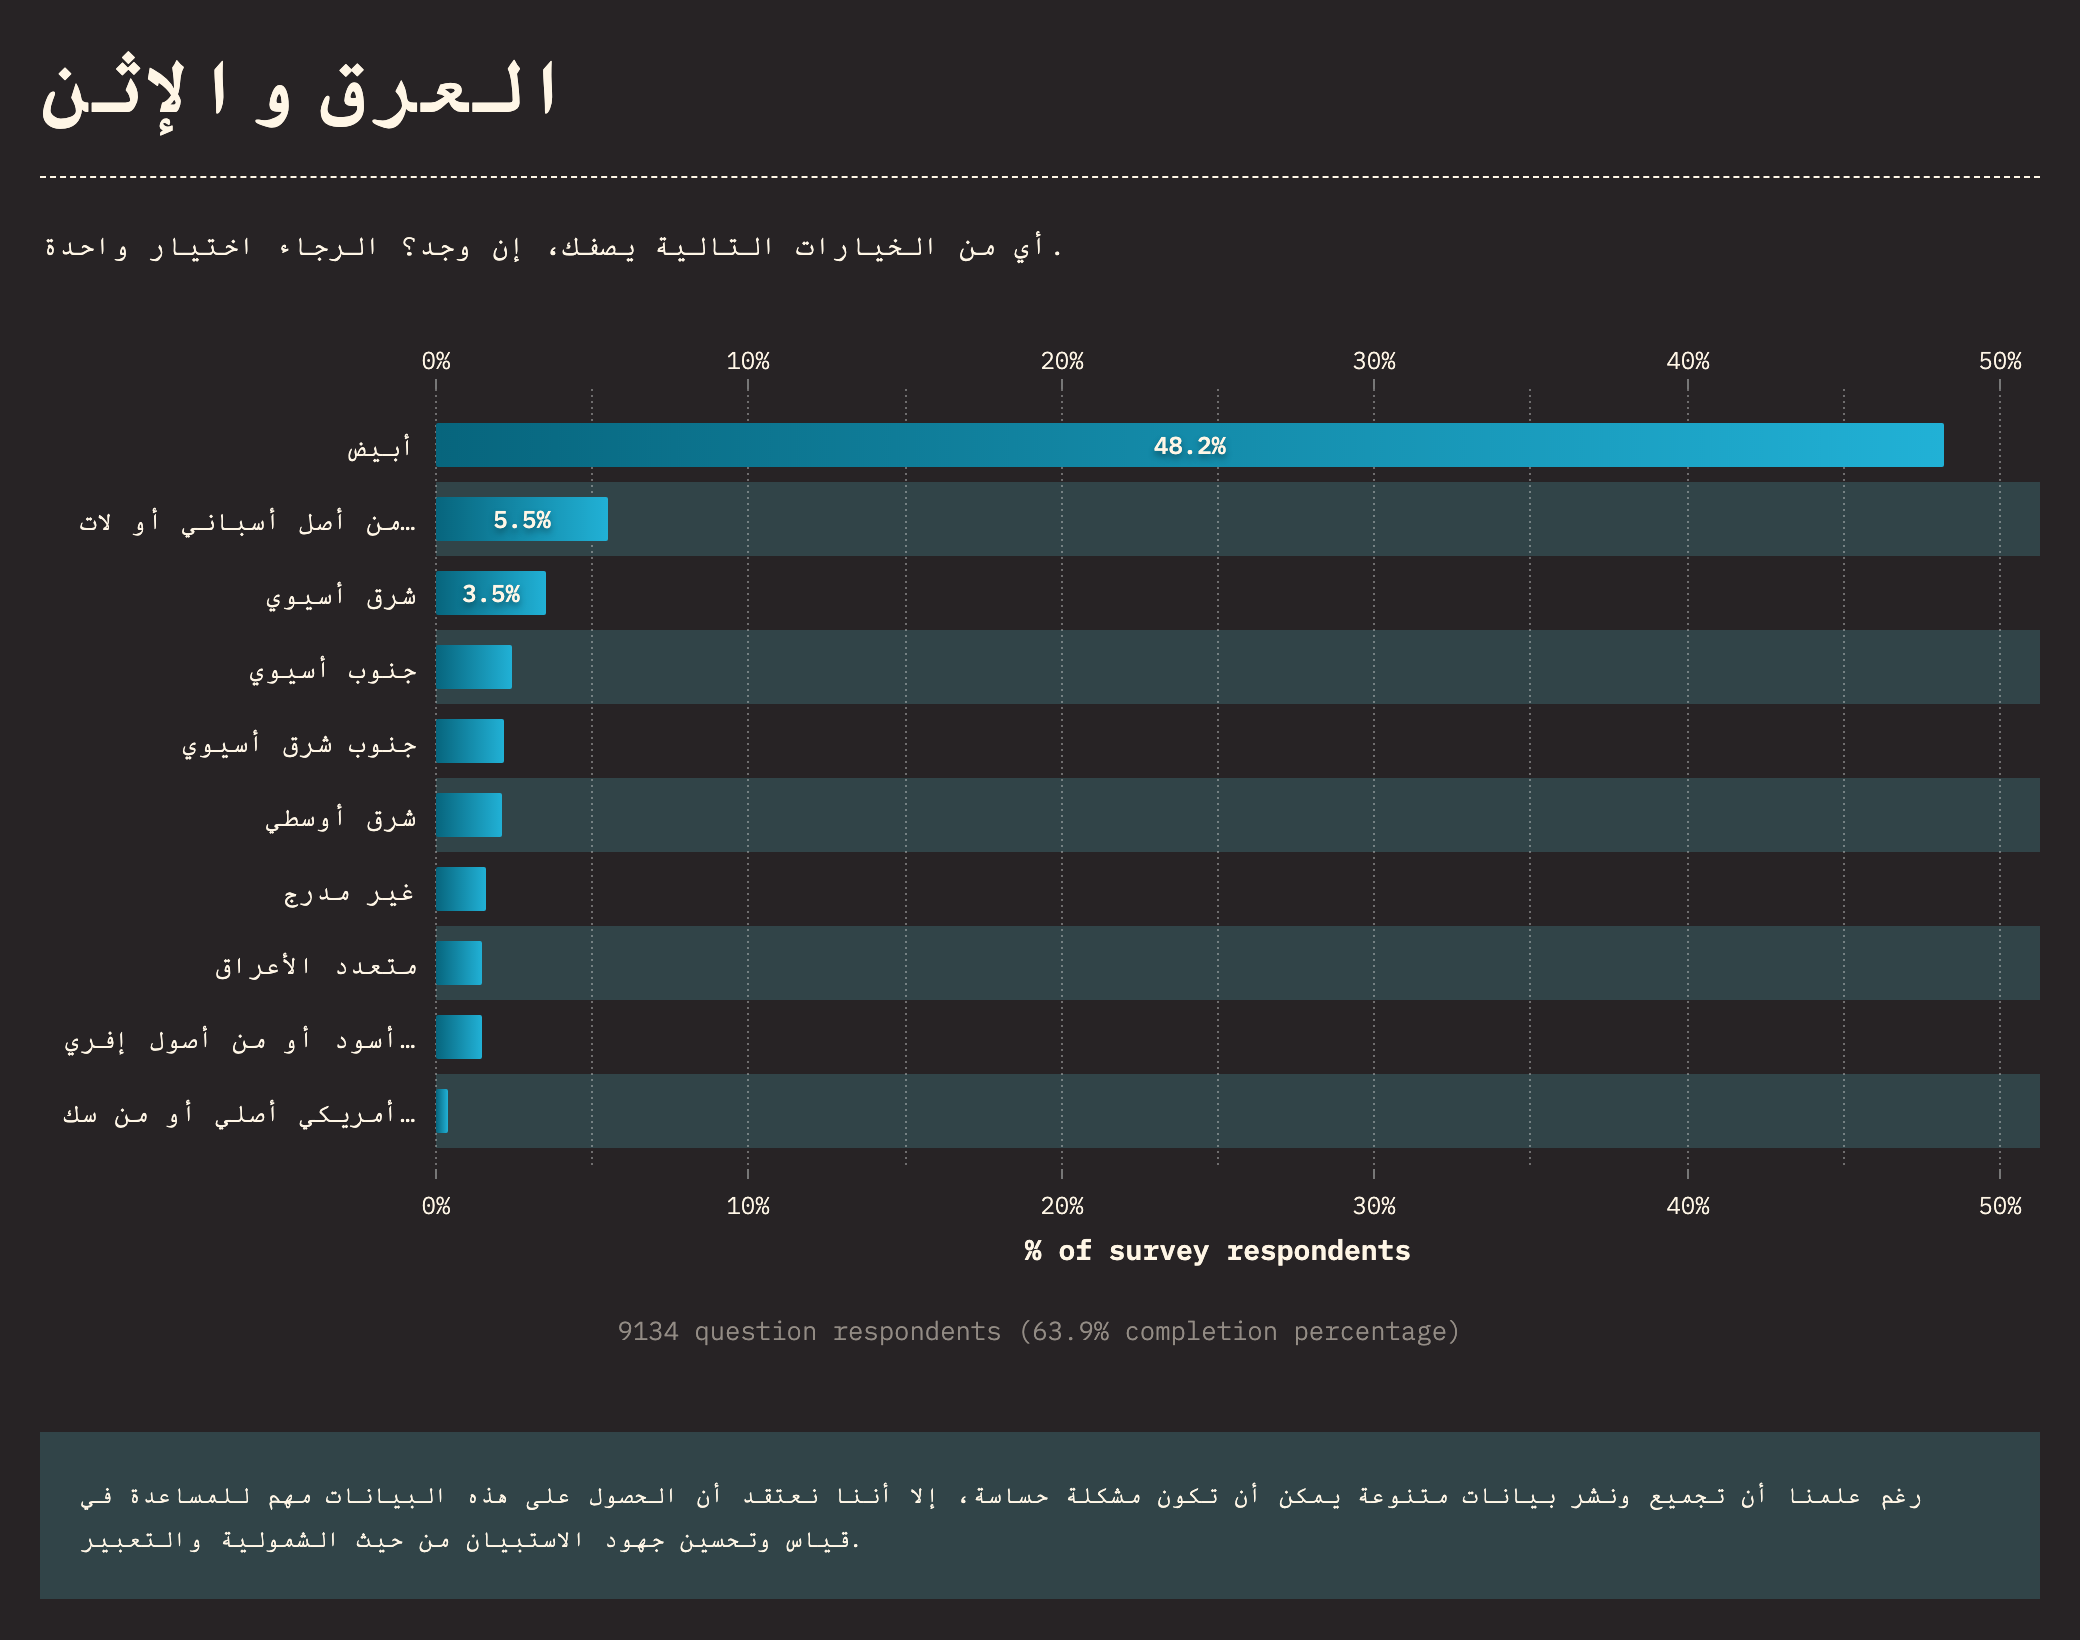 العرق و الإثن
أي من الخيارات التالية يصفك، إن وجد؟ الرجاء اختيار واحدة.
0% 10% 20% 30% 40% 50%
أبيض 48.2%
من أصل أسباني أو لات… 5.5%
شرق أسيوي 3.5%
جنوب أسيوي
جنوب شرق أسيوي
شرق أوسطي
غير مدرج
متعدد الأعراق
أسود أو من أصول إفري…
أمريكي أصلي أو من سك…
0% 10% 20% 30% 40% 50%
% of survey respondents
9134 question respondents (63.9% completion percentage)
رغم علمنا أن تجميع ونشر بيانات متنوعة يمكن أن تكون مشكلة حساسة، إلا أننا نعتقد أن الحصول على هذه البيانات مهم للمساعدة في
قياس وتحسين جهود الاستبيان من حيث الشمولية والتعبير.